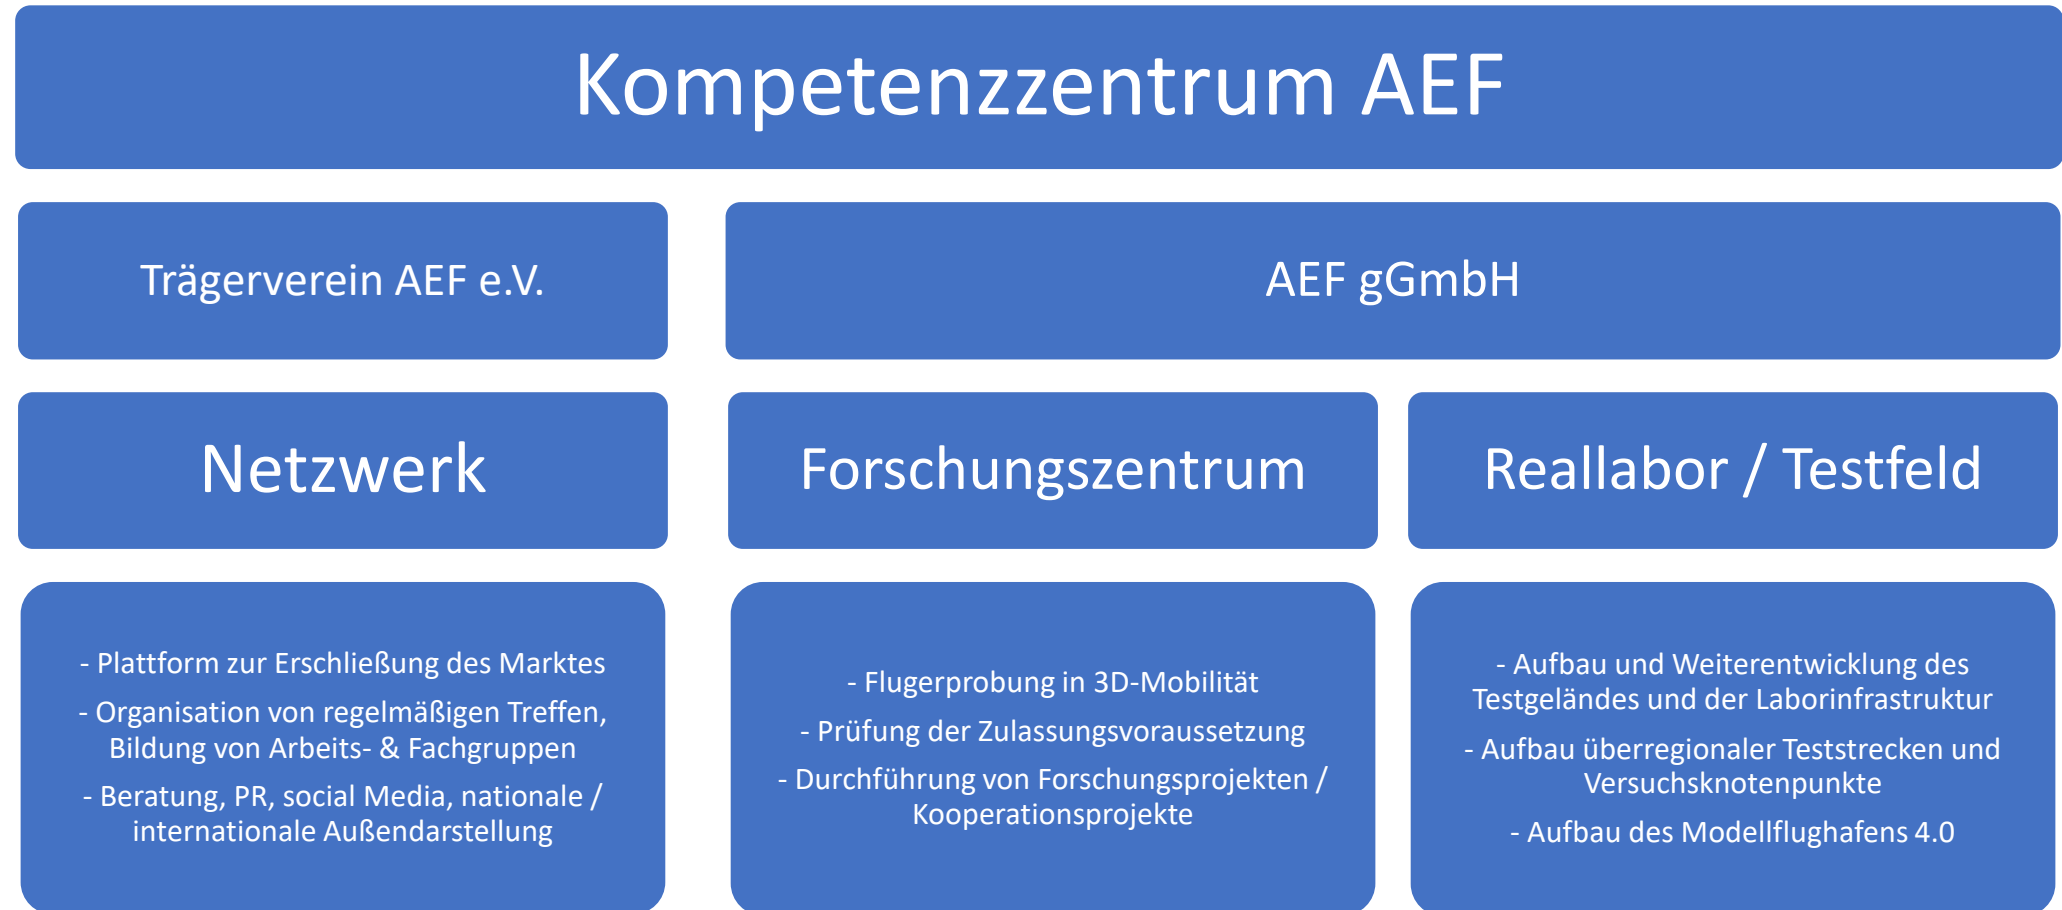 Kompetenzzentrum AEF
Trägerverein AEF e.V.
AEF gGmbH
Netzwerk
Forschungszentrum
Reallabor / Testfeld
- Plattform zur Erschließung des Marktes
- Organisation von regelmäßigen Treffen,
Bildung von Arbeits- & Fachgruppen
- Beratung, PR, social Media, nationale /
internationale Außendarstellung
- Flugerprobung in 3D-Mobilität
- Prüfung der Zulassungsvoraussetzung
- Durchführung von Forschungsprojekten /
Kooperationsprojekte
- Aufbau und Weiterentwicklung des
Testgeländes und der Laborinfrastruktur
- Aufbau überregionaler Teststrecken und
Versuchsknotenpunkte
- Aufbau des Modellflughafens 4.0